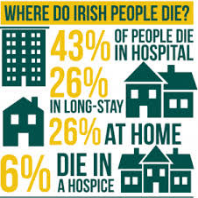 WHERE DO IRISH PEOPLE DIE?
43% OF PEOPLE DIE
IN HOSPITAL
26%
IN LONG-STAY
26% AT HOME
6% DIE IN
A HOSPICE